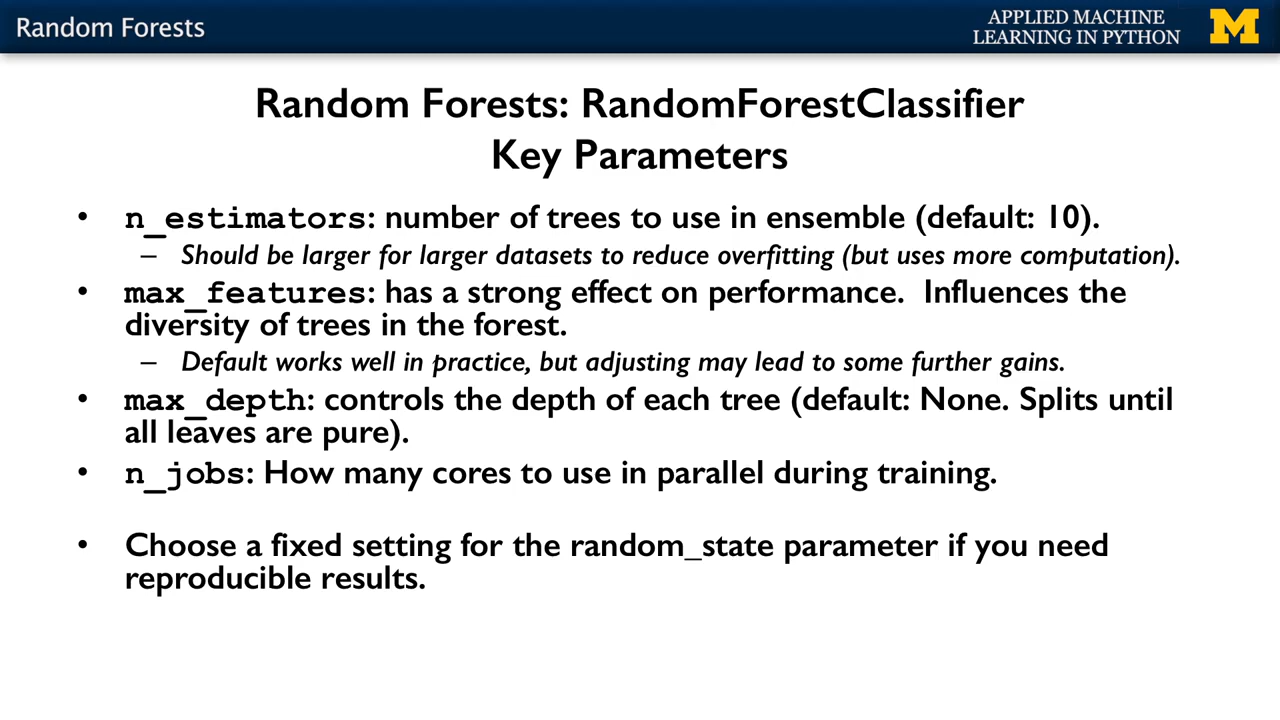 Random Forests
APPLIED MACHINE
LEARNING IN PYTHON
M
Random Forests: RandomForestClassifier
Key Parameters
• n_estimators: number of trees to use in ensemble (default: 10).
– Should be larger for larger datasets to reduce overfitting (but uses more computation).
• max_features: has a strong effect on performance. Influences the
diversity of trees in the forest.
– Default works well in practice, but adjusting may lead to some further gains.
• max_depth: controls the depth of each tree (default: None. Splits until
all leaves are pure).
• n_jobs: How many cores to use in parallel during training.
• Choose a fixed setting for the random_state parameter if you need
reproducible results.